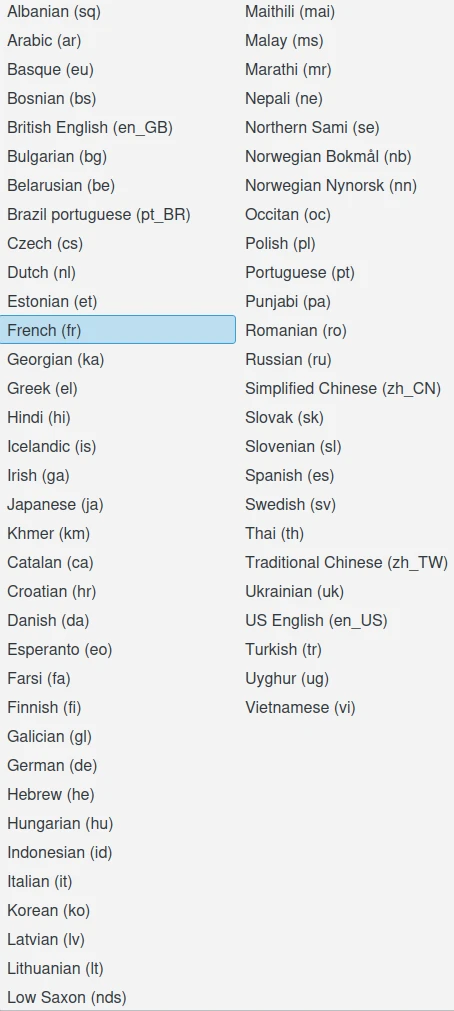 Albanian (sq)
Arabic (ar)
Basque (eu)
Bosnian (bs)
British English (en_GB)
Bulgarian (bg)
Belarusian (be)
Brazil portuguese (pt_BR)
Czech (cs)
Dutch (nl)
Estonian (et)
French (fr)
Georgian (ka)
Greek (el)
Hindi (hi)
Icelandic (is)
Irish (ga)
Japanese (ja)
Khmer (km)
Catalan (ca)
Croatian (hr)
Danish (da)
Esperanto (eo)
Farsi (fa)
Finnish (fi)
Galician (gl)
German (de)
Hebrew (he)
Hungarian (hu)
Indonesian (id)
Italian (it)
Korean (ko)
Latvian (lv)
Lithuanian (lt)
Low Saxon (nds)
Maithili (mai)
Malay (ms)
Marathi (mr)
Nepali (ne)
Northern Sami (se)
Norwegian Bokmål (nb)
Norwegian Nynorsk (nn)
Occitan (oc)
Polish (pl)
Portuguese (pt)
Punjabi (pa)
Romanian (ro)
Russian (ru)
Simplified Chinese (zh_CN)
Slovak (sk)
Slovenian (sl)
Spanish (es)
Swedish (sv)
Thai (th)
Traditional Chinese (zh_TW)
Ukrainian (uk)
US English (en_US)
Turkish (tr)
Uyghur (ug)
Vietnamese (vi)